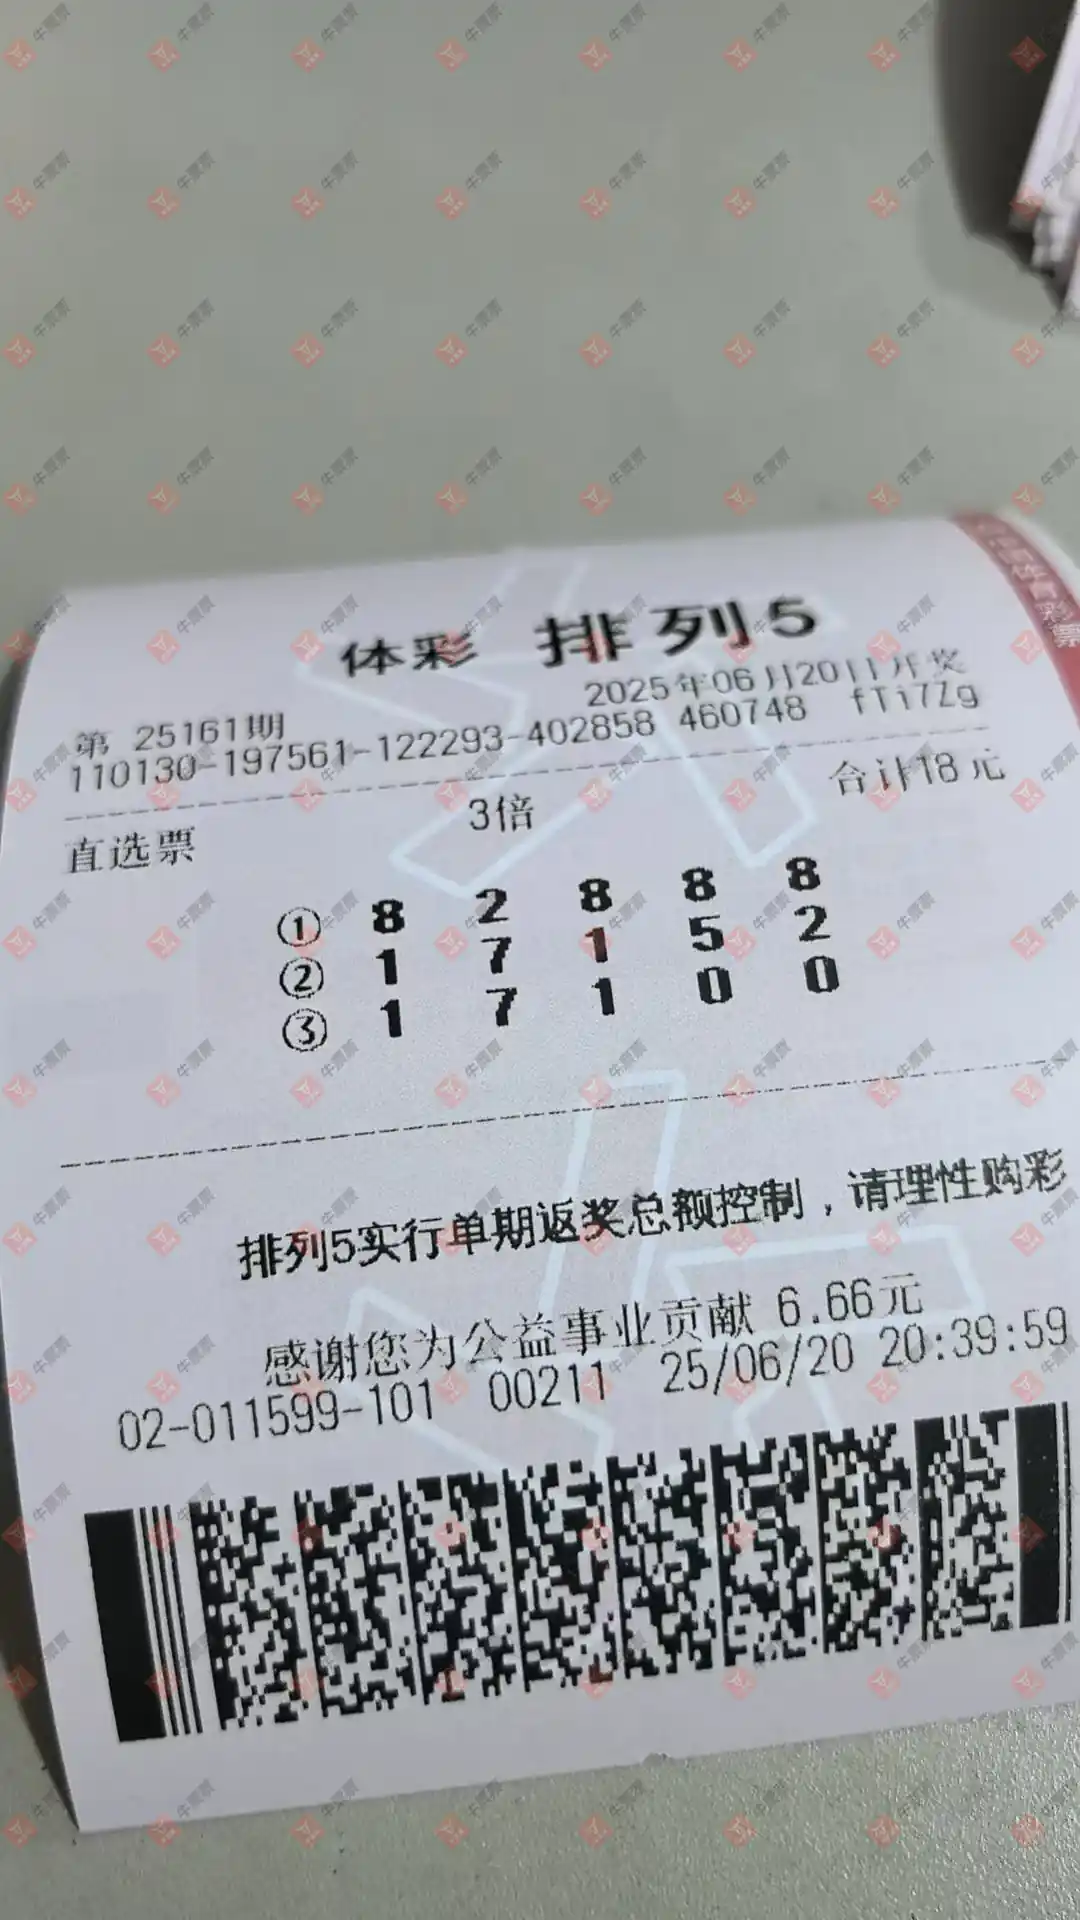 体彩 排列5
第 25161期 2025年06月20日开奖
110130-197561-122293-402858 460748 fTi7Zg
直选票 3倍 合计18元
① 8 2 8 8 8
② 1 7 1 5 2
③ 1 7 1 0 0
排列5实行单期返奖总额控制，请理性购彩
感谢您为公益事业贡献 6.66元
02-011599-101 00211 25/06/20 20:39:59
牛票票